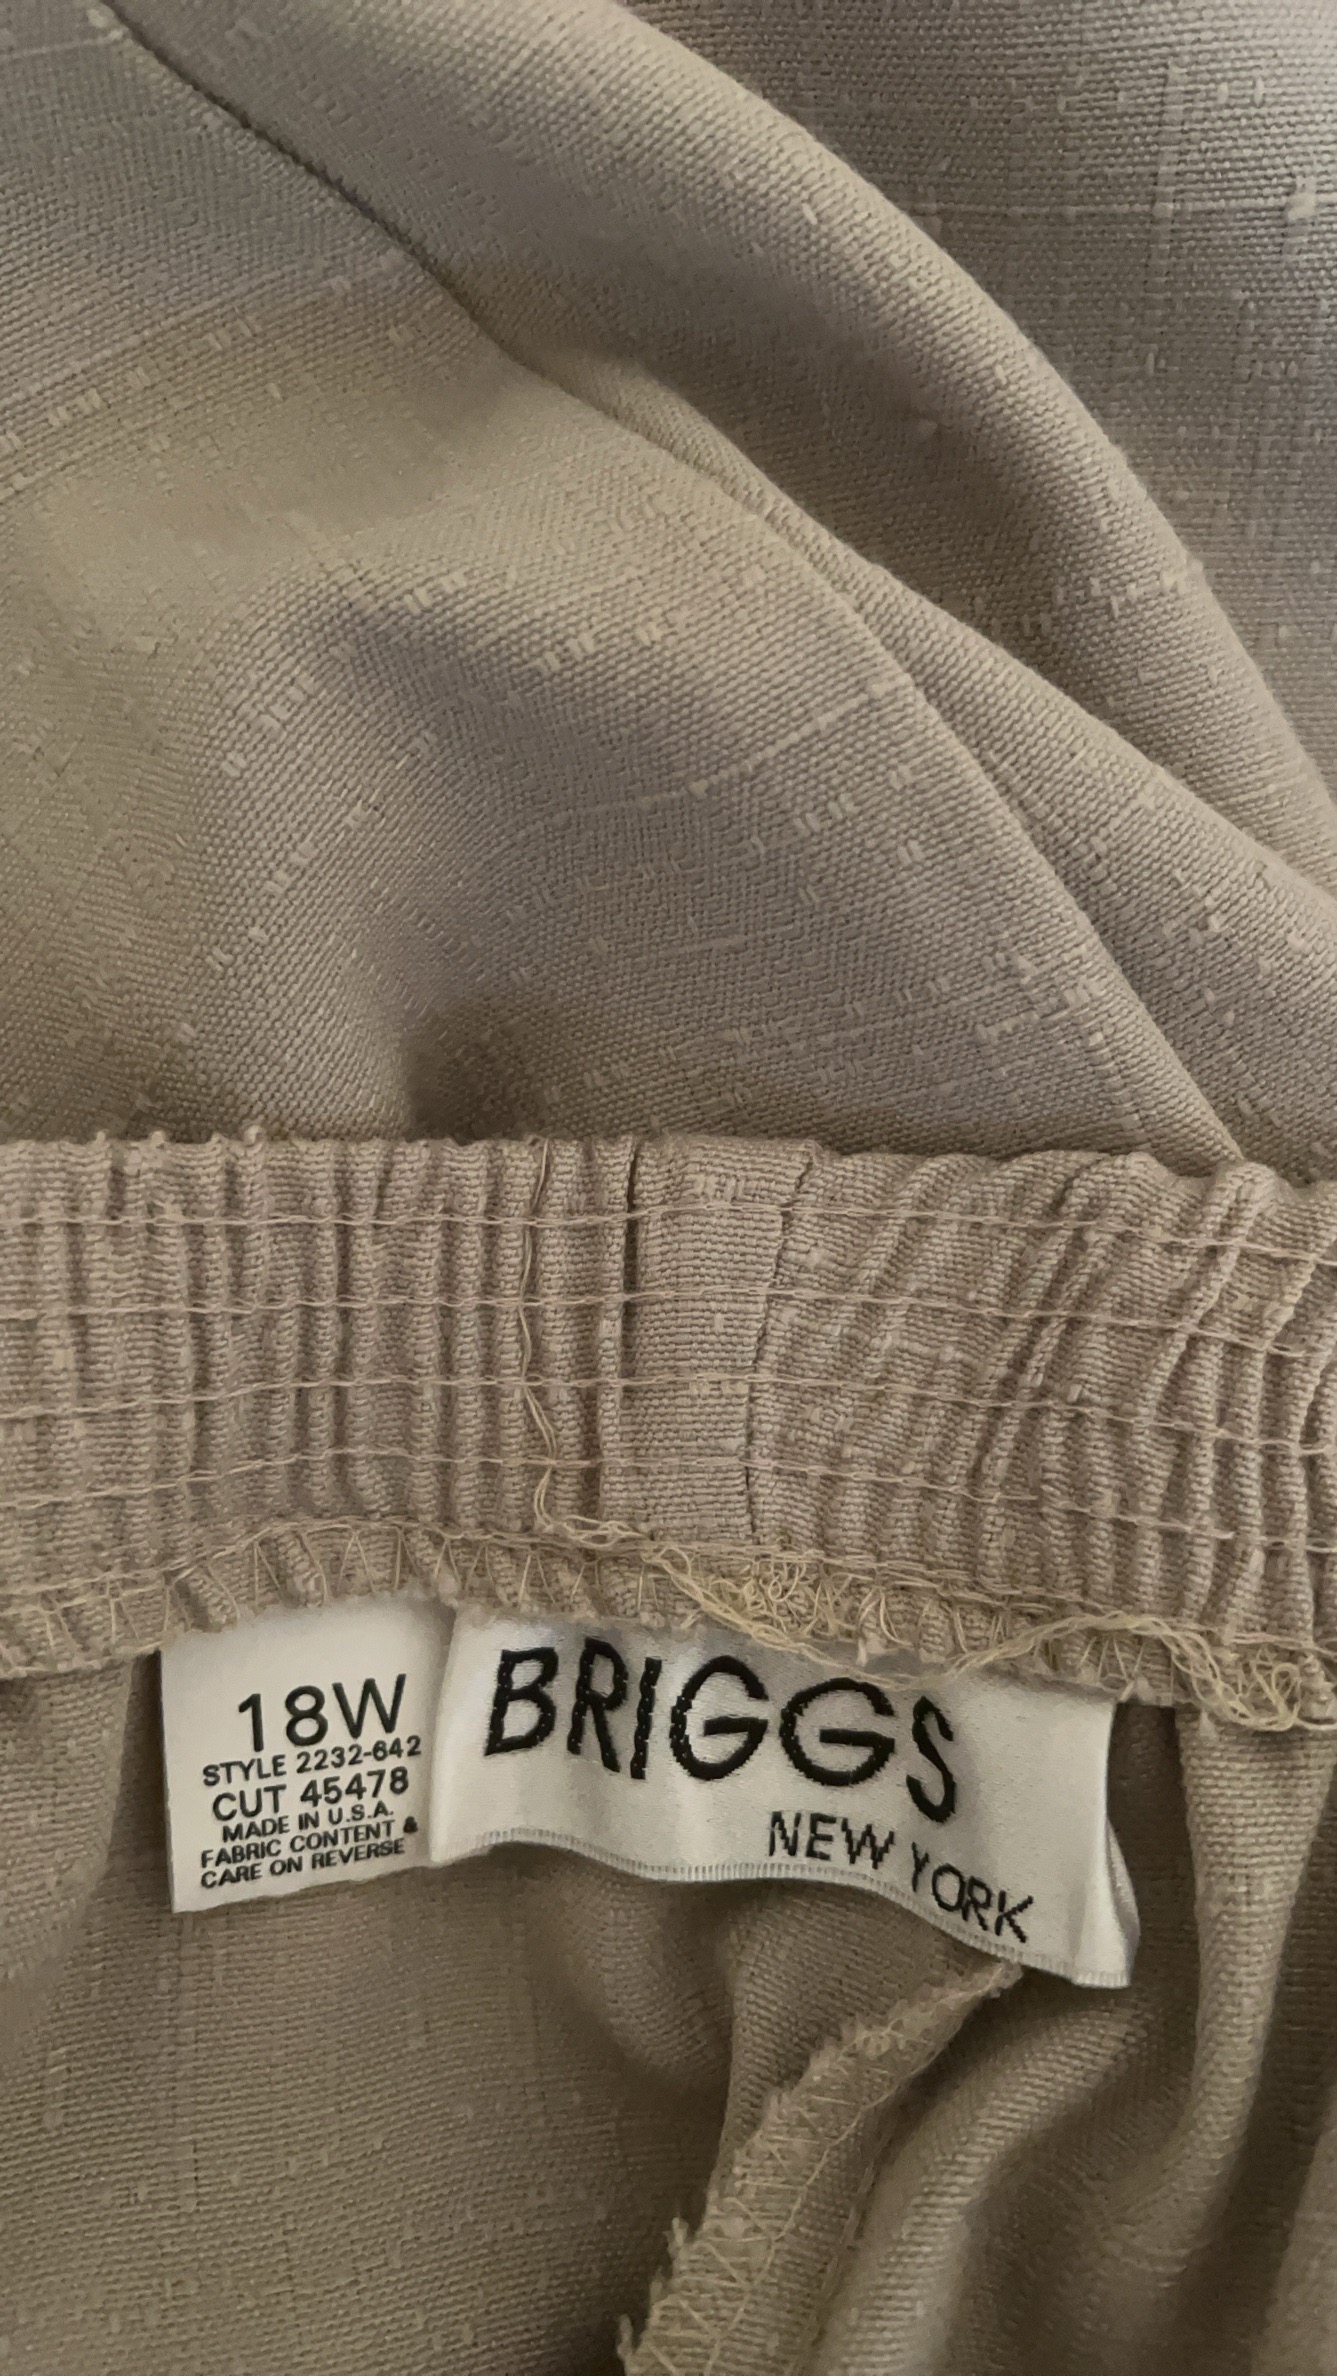 18W
STYLE 2232-642
CUT 45478
MADE IN U.S.A.
FABRIC CONTENT &
CARE ON REVERSE
BRIGGS
NEW YORK